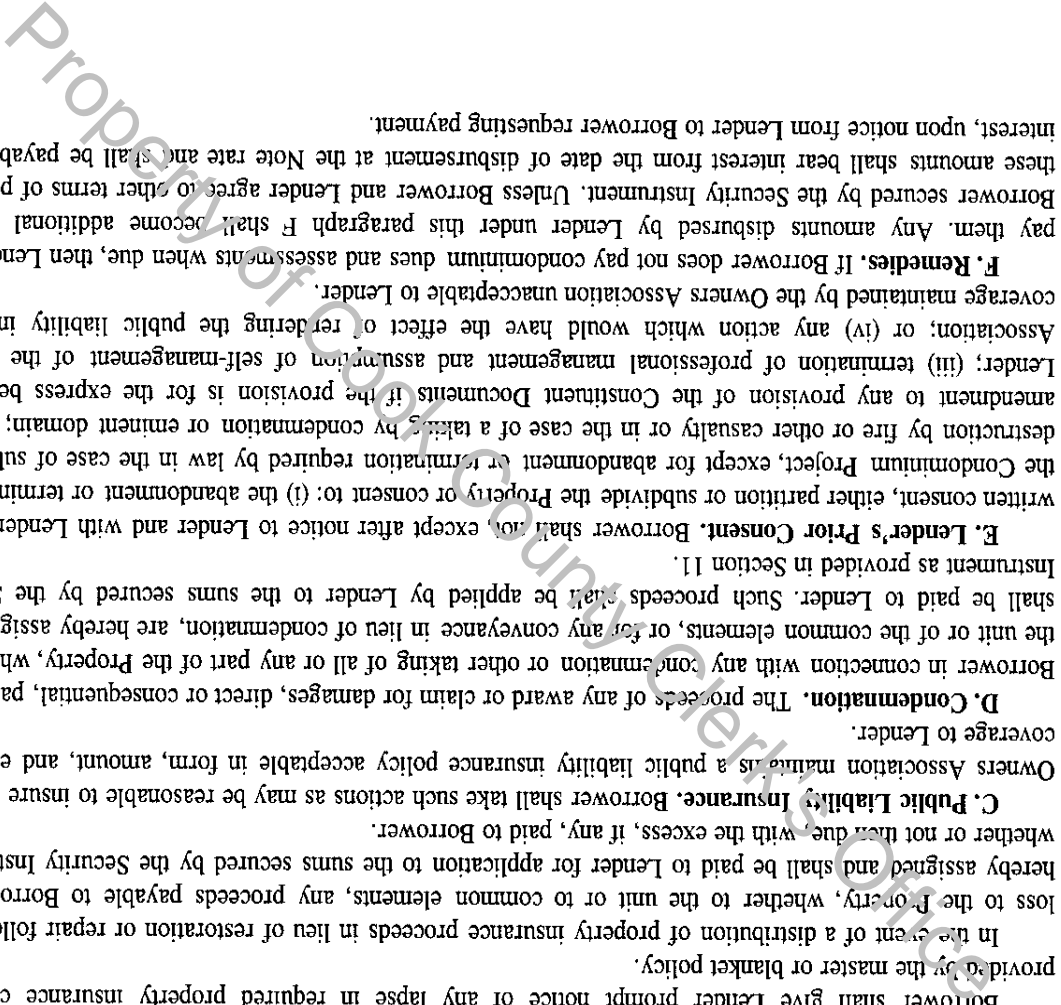 Borrower shall give Lender prompt notice of any lapse in required property insurance c
provided by the master or blanket policy.
In the event of a distribution of property insurance proceeds in lieu of restoration or repair follo
loss to the Property, whether to the unit or to common elements, any proceeds payable to Borro
hereby assigned and shall be paid to Lender for application to the sums secured by the Security Inst
whether or not then due, with the excess, if any, paid to Borrower.
C. Public Liability Insurance. Borrower shall take such actions as may be reasonable to insure
Owners Association maintains a public liability insurance policy acceptable in form, amount, and e
coverage to Lender.
D. Condemnation. The proceeds of any award or claim for damages, direct or consequential, pa
Borrower in connection with any condemnation or other taking of all or any part of the Property, wh
the unit or of the common elements, or for any conveyance in lieu of condemnation, are hereby assig
shall be paid to Lender. Such proceeds shall be applied by Lender to the sums secured by the S
Instrument as provided in Section 11.
E. Lender's Prior Consent. Borrower shall not, except after notice to Lender and with Lender
written consent, either partition or subdivide the Property or consent to: (i) the abandonment or termin
the Condominium Project, except for abandonment or termination required by law in the case of sub
destruction by fire or other casualty or in the case of a taking by condemnation or eminent domain;
amendment to any provision of the Constituent Documents if the provision is for the express be
Lender; (iii) termination of professional management and assumption of self-management of the
Association; or (iv) any action which would have the effect of rendering the public liability in
coverage maintained by the Owners Association unacceptable to Lender.
F. Remedies. If Borrower does not pay condominium dues and assessments when due, then Lend
pay them. Any amounts disbursed by Lender under this paragraph F shall become additional
Borrower secured by the Security Instrument. Unless Borrower and Lender agree to other terms of p
these amounts shall bear interest from the date of disbursement at the Note rate and shall be payab
interest, upon notice from Lender to Borrower requesting payment.
Property of Cook County Clerk's Office